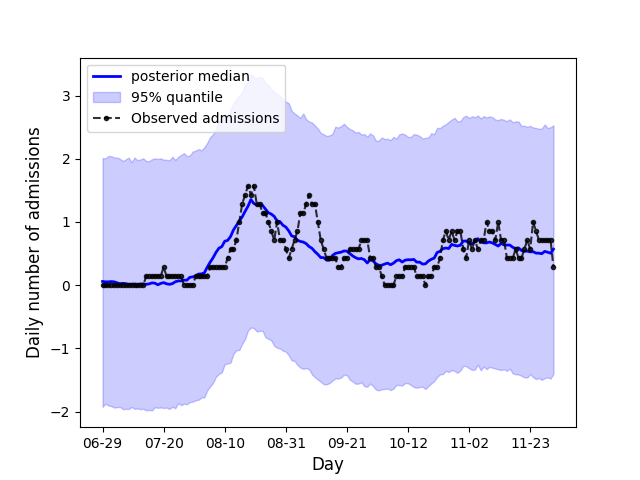 posterior median
95% quantile
Observed admissions
Daily number of admissions
3
2
1
0
−1
−2
06-29 07-20 08-10 08-31 09-21 10-12 11-02 11-23
Day